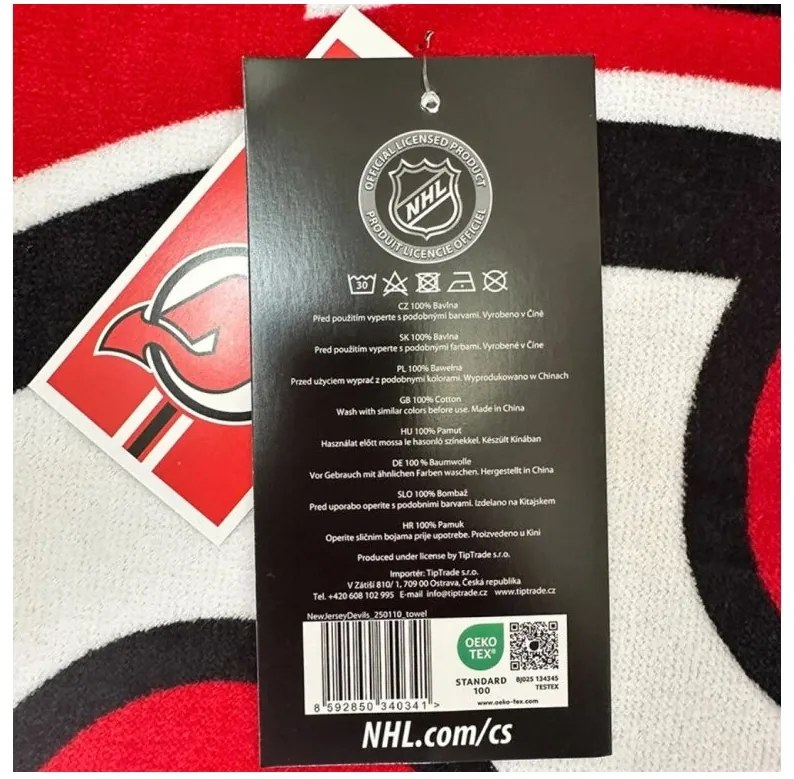 OFFICIAL LICENSED PRODUCT
NHL
PRODUIT LICENCIE OFFICIEL
30
CZ 100% Bavlna
Před použitím vyperte s podobnými barvami. Vyrobeno v Číně
SK 100% Bavlna
Pred použitím vyperte s podobnými farbami. Vyrobené v Čine
PL 100% Bawełna
Przed użyciem wyprać z podobnymi kolorami. Wyprodukowano w Chinach
GB 100% Cotton
Wash with similar colors before use. Made in China
HU 100% Pamut
Használat előtt mossa le hasonló színekkel. Készült Kínában
DE 100 % Baumwolle
Vor Gebrauch mit ähnlichen Farben waschen. Hergestellt in China
SLO 100% Bombaž
Pred uporabo operite s podobnimi barvami. Izdelano na Kitajskem
HR 100% Pamuk
Operite sličnim bojama prije upotrebe. Proizvedeno u Kini
Produced under license by TipTrade s.r.o.
Importér: TipTrade s.r.o.
V Zátiší 810/ 1, 709 00 Ostrava, Česká republika
Tel. +420 608 102 995 E-mail info@tiptrade.cz www.tiptrade.cz
NewJerseyDevils_250110_towel
8 592850 340341 >
OEKO
TEX®
STANDARD
100
BJ025 134345
TESTEX
www.oeko-tex.com
NHL.com/cs